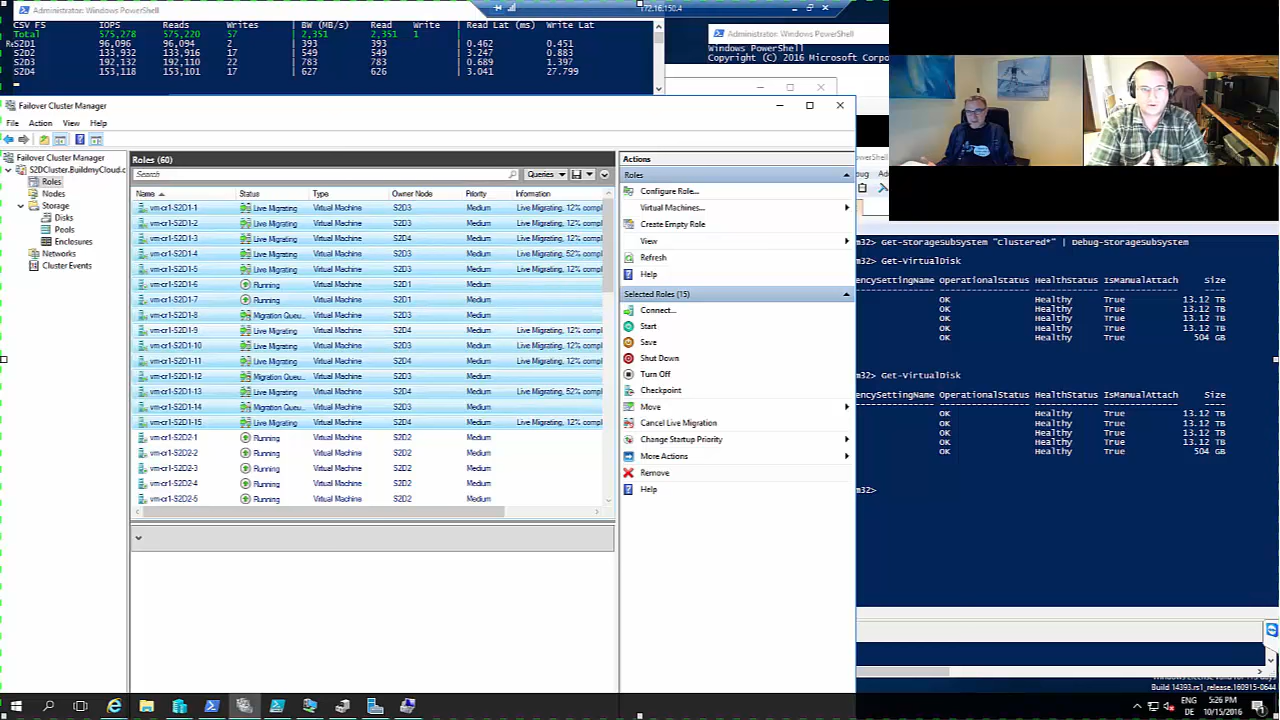 Administrator: Windows PowerShell
172.16.150.4
CSV FS IOPS Reads Writes BW (MB/S) Read Write Read Lat (ms) Write Lat
Total 575,278 575,220 57 2,351 2,351 1
S2D1 96,096 96,094 2 393 393 0.462 0.451
S2D2 133,932 133,916 17 549 549 3.247 0.883
S2D3 192,132 192,110 22 783 783 0.689 1.397
S2D4 153,118 153,101 17 627 626 3.041 27.799
Administrator: Windows PowerShell
Windows PowerShell
Copyright (C) 2016 Microsoft Corpo
Failover Cluster Manager
File Action View Help
Failover Cluster Manager
S2DCluster.BuildmyCloud.c
Roles
Nodes
Storage
Disks
Pools
Enclosures
Networks
Cluster Events
Roles (60)
Search
Queries
Name Status Type Owner Node Priority Information
vm-cr1-S2D1-1 Live Migrating Virtual Machine S2D3 Medium Live Migrating, 12% compl
vm-cr1-S2D1-2 Live Migrating Virtual Machine S2D3 Medium Live Migrating, 12% compl
vm-cr1-S2D1-3 Live Migrating Virtual Machine S2D4 Medium Live Migrating, 12% compl
vm-cr1-S2D1-4 Live Migrating Virtual Machine S2D3 Medium Live Migrating, 52% compl
vm-cr1-S2D1-5 Live Migrating Virtual Machine S2D3 Medium Live Migrating, 12% compl
vm-cr1-S2D1-6 Running Virtual Machine S2D1 Medium
vm-cr1-S2D1-7 Running Virtual Machine S2D1 Medium
vm-cr1-S2D1-8 Migration Queu... Virtual Machine S2D3 Medium
vm-cr1-S2D1-9 Live Migrating Virtual Machine S2D4 Medium Live Migrating, 12% compl
vm-cr1-S2D1-10 Live Migrating Virtual Machine S2D3 Medium Live Migrating, 12% compl
vm-cr1-S2D1-11 Live Migrating Virtual Machine S2D4 Medium Live Migrating, 12% compl
vm-cr1-S2D1-12 Migration Queu... Virtual Machine S2D3 Medium
vm-cr1-S2D1-13 Live Migrating Virtual Machine S2D4 Medium Live Migrating, 52% compl
vm-cr1-S2D1-14 Migration Queu... Virtual Machine S2D3 Medium
vm-cr1-S2D1-15 Live Migrating Virtual Machine S2D4 Medium Live Migrating, 12% compl
vm-cr1-S2D2-1 Running Virtual Machine S2D2 Medium
vm-cr1-S2D2-2 Running Virtual Machine S2D2 Medium
vm-cr1-S2D2-3 Running Virtual Machine S2D2 Medium
vm-cr1-S2D2-4 Running Virtual Machine S2D2 Medium
vm-cr1-S2D2-5 Running Virtual Machine S2D2 Medium
Actions
Roles
Configure Role...
Virtual Machines...
Create Empty Role
View
Refresh
Help
Selected Roles (15)
Connect...
Start
Save
Shut Down
Turn Off
Checkpoint
Move
Cancel Live Migration
Change Startup Priority
More Actions
Remove
Help
m32> Get-StorageSubsystem "Clustered*" | Debug-StorageSubsystem
m32> Get-VirtualDisk
encySettingName OperationalStatus HealthStatus IsManualAttach Size
OK Healthy True 13.12 TB
OK Healthy True 13.12 TB
OK Healthy True 13.12 TB
OK Healthy True 13.12 TB
OK Healthy True 504 GB
m32> Get-VirtualDisk
encySettingName OperationalStatus HealthStatus IsManualAttach Size
OK Healthy True 13.12 TB
OK Healthy True 13.12 TB
OK Healthy True 13.12 TB
OK Healthy True 13.12 TB
OK Healthy True 504 GB
m32>
Build 14393.rs1_release.160915-0644
ENG 5:26 PM
DE 10/15/2016